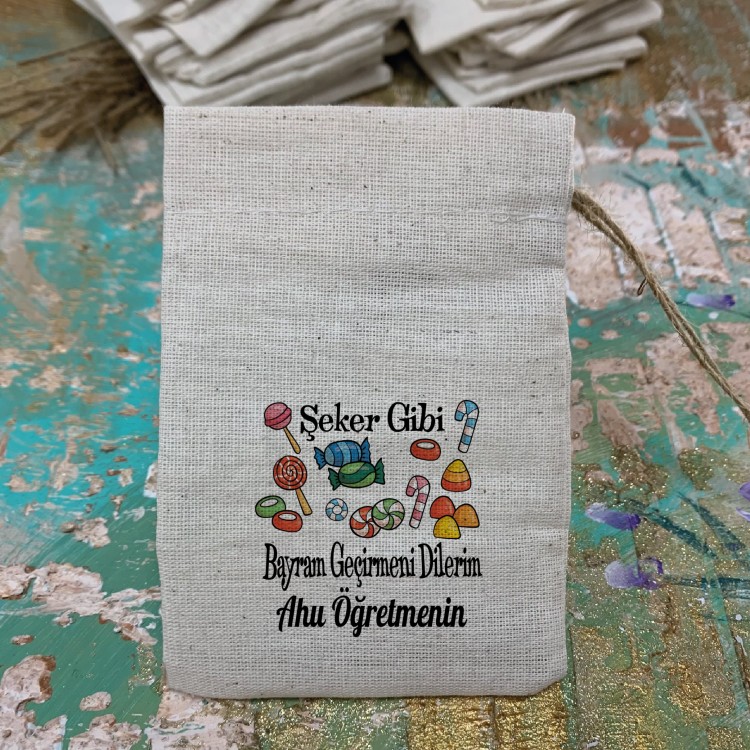 Şeker Gibi
Bayram Geçirmeni Dilerim
Ahu Öğretmenin